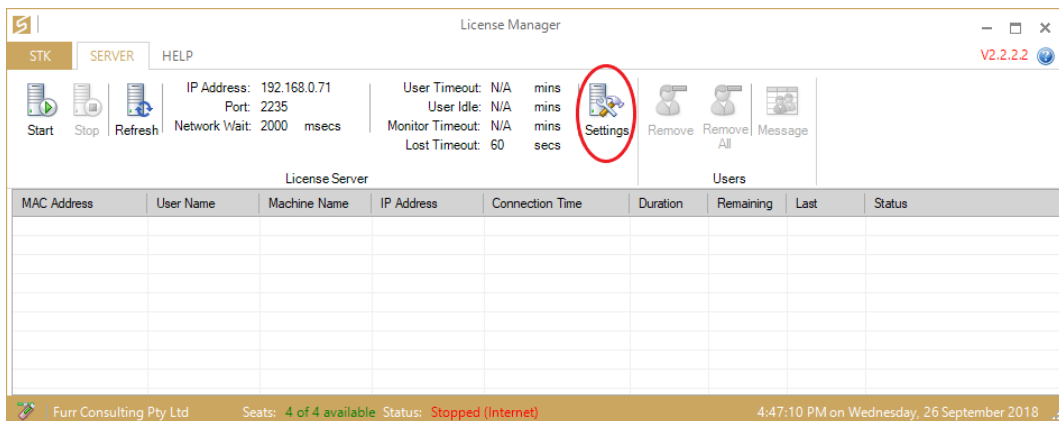 License Manager
STK SERVER HELP V2.2.2.2
IP Address: 192.168.0.71 User Timeout: N/A mins
Port: 2235 User Idle: N/A mins
Network Wait: 2000 msecs Monitor Timeout: N/A mins
Lost Timeout: 60 secs
Start Stop Refresh Settings Remove Remove All Message
License Server Users
MAC Address User Name Machine Name IP Address Connection Time Duration Remaining Last Status
Furr Consulting Pty Ltd Seats: 4 of 4 available Status: Stopped (Internet) 4:47:10 PM on Wednesday, 26 September 2018